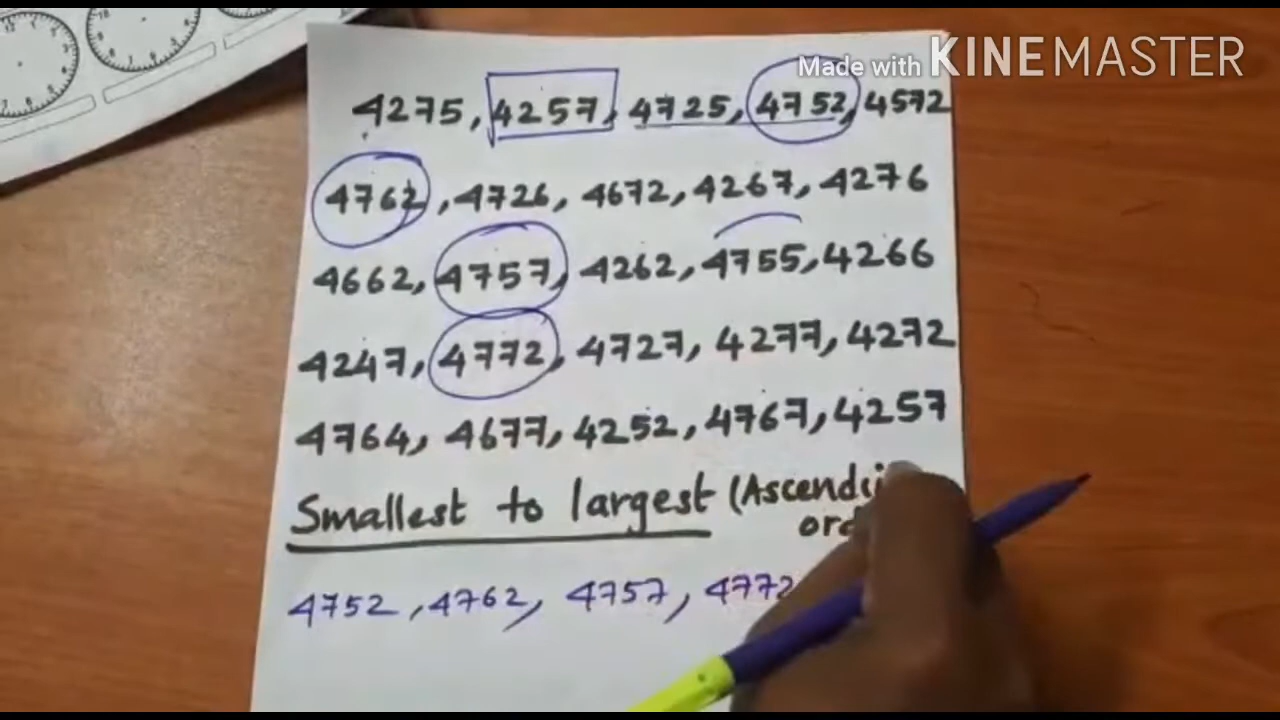 Made with KINEMASTER
4275, 4257, 4725, 4752, 4572
4762, 4726, 4672, 4267, 4276
4662, 4757, 4262, 4755, 4266
4247, 4772, 4727, 4277, 4272
4764, 4677, 4252, 4767, 4257
Smallest to largest (Ascendi
ord
4752, 4762, 4757, 4772